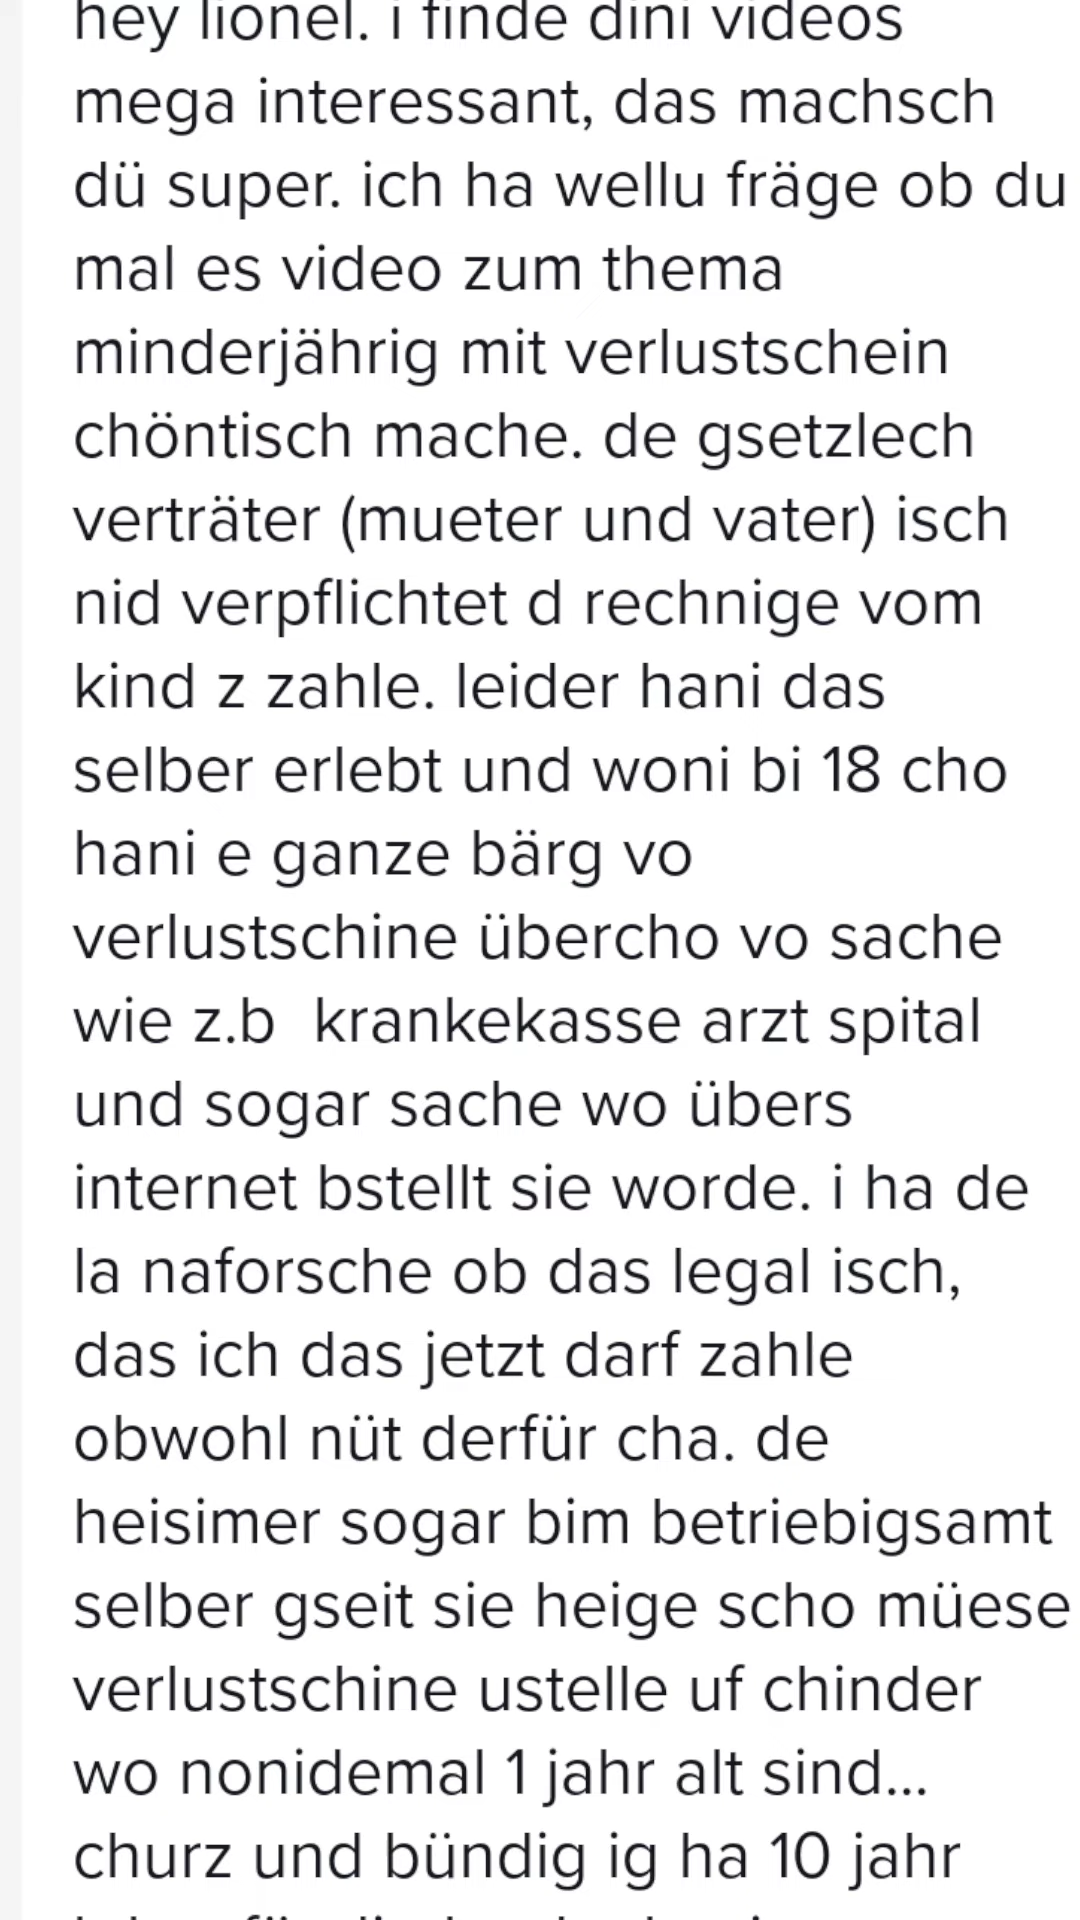 hey lionel. i finde dini videos
mega interessant, das machsch
dü super. ich ha wellu fräge ob du
mal es video zum thema
minderjährig mit verlustschein
chöntisch mache. de gsetzlech
verträter (mueter und vater) isch
nid verpflichtet d rechnige vom
kind z zahle. leider hani das
selber erlebt und woni bi 18 cho
hani e ganze bärg vo
verlustschine übercho vo sache
wie z.b  krankekasse arzt spital
und sogar sache wo übers
internet bstellt sie worde. i ha de
la naforsche ob das legal isch,
das ich das jetzt darf zahle
obwohl nüt derfür cha. de
heisimer sogar bim betriebigsamt
selber gseit sie heige scho müese
verlustschine ustelle uf chinder
wo nonidemal 1 jahr alt sind...
churz und bündig ig ha 10 jahr